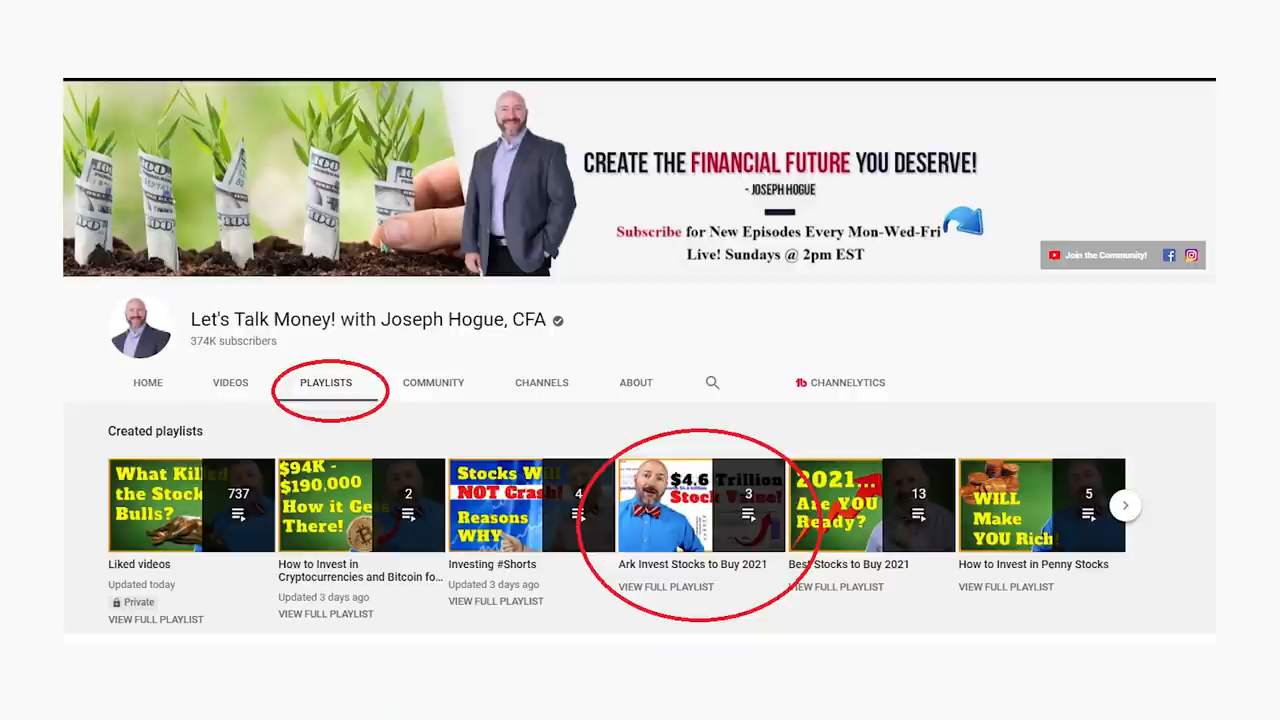 CREATE THE FINANCIAL FUTURE YOU DESERVE!
- JOSEPH HOGUE
Subscribe for New Episodes Every Mon-Wed-Fri
Live! Sundays @ 2pm EST
Join the Community!
Let's Talk Money! with Joseph Hogue, CFA
374K subscribers
HOME VIDEOS PLAYLISTS COMMUNITY CHANNELS ABOUT CHANNELYTICS
Created playlists
What Killed
the Stock
Bulls?
737
$94K -
$190,000
How it Gets
There!
2
Stocks Will
NOT Crash!
Reasons
WHY
4
$4.6 Trillion
Stock Value!
3
2021...
Are YOU
Ready?
13
WILL
Make
YOU Rich!
5
Liked videos
Updated today
Private
VIEW FULL PLAYLIST
How to Invest in
Cryptocurrencies and Bitcoin fo...
Updated 3 days ago
VIEW FULL PLAYLIST
Investing #Shorts
Updated 3 days ago
VIEW FULL PLAYLIST
Ark Invest Stocks to Buy 2021
VIEW FULL PLAYLIST
Best Stocks to Buy 2021
VIEW FULL PLAYLIST
How to Invest in Penny Stocks
VIEW FULL PLAYLIST